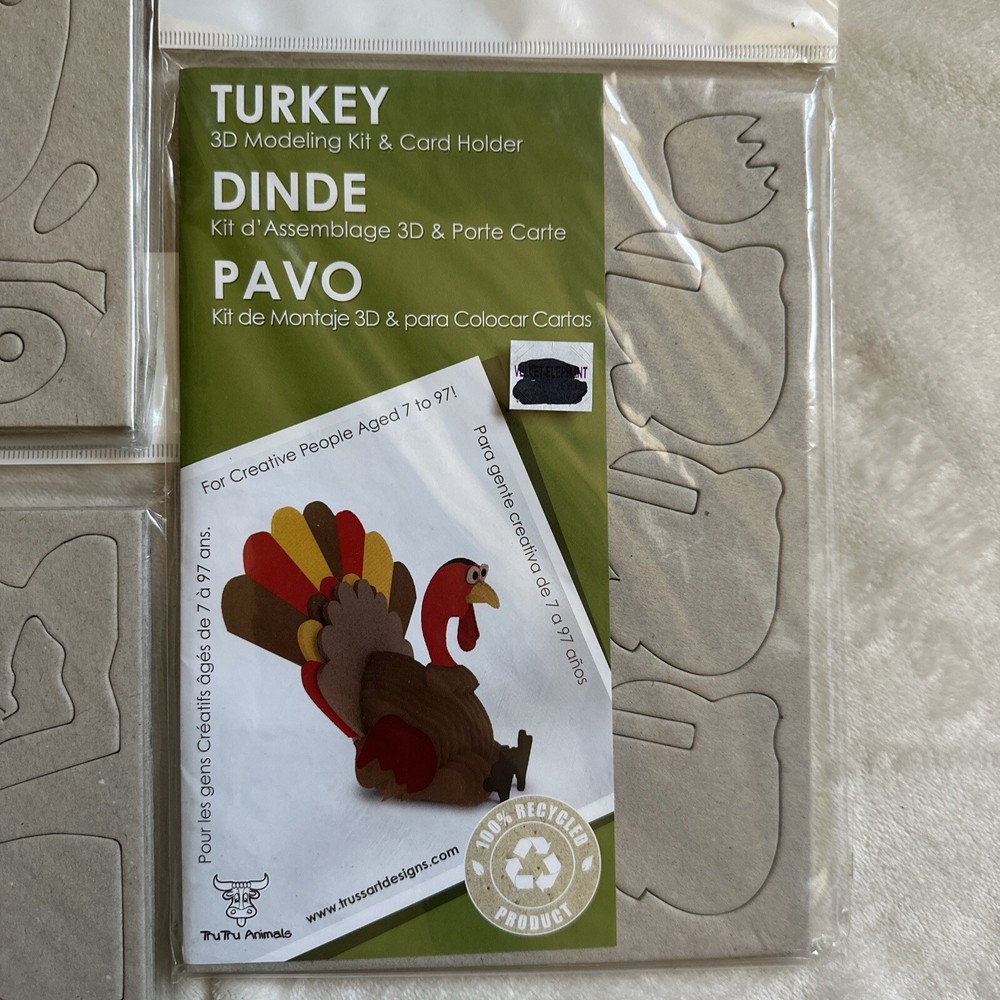 TURKEY
3D Modeling Kit & Card Holder
DINDE
Kit d'Assemblage 3D & Porte Carte
PAVO
Kit de Montaje 3D & para Colocar Cartas
VELVET ELEPHANT
For Creative People Aged 7 to 97!
Para gente creativa de 7 a 97 años
Pour les gens Créatifs âgés de 7 à 97 ans.
www.trussartdesigns.com
100% RECYCLED
PRODUCT
TruTru Animals